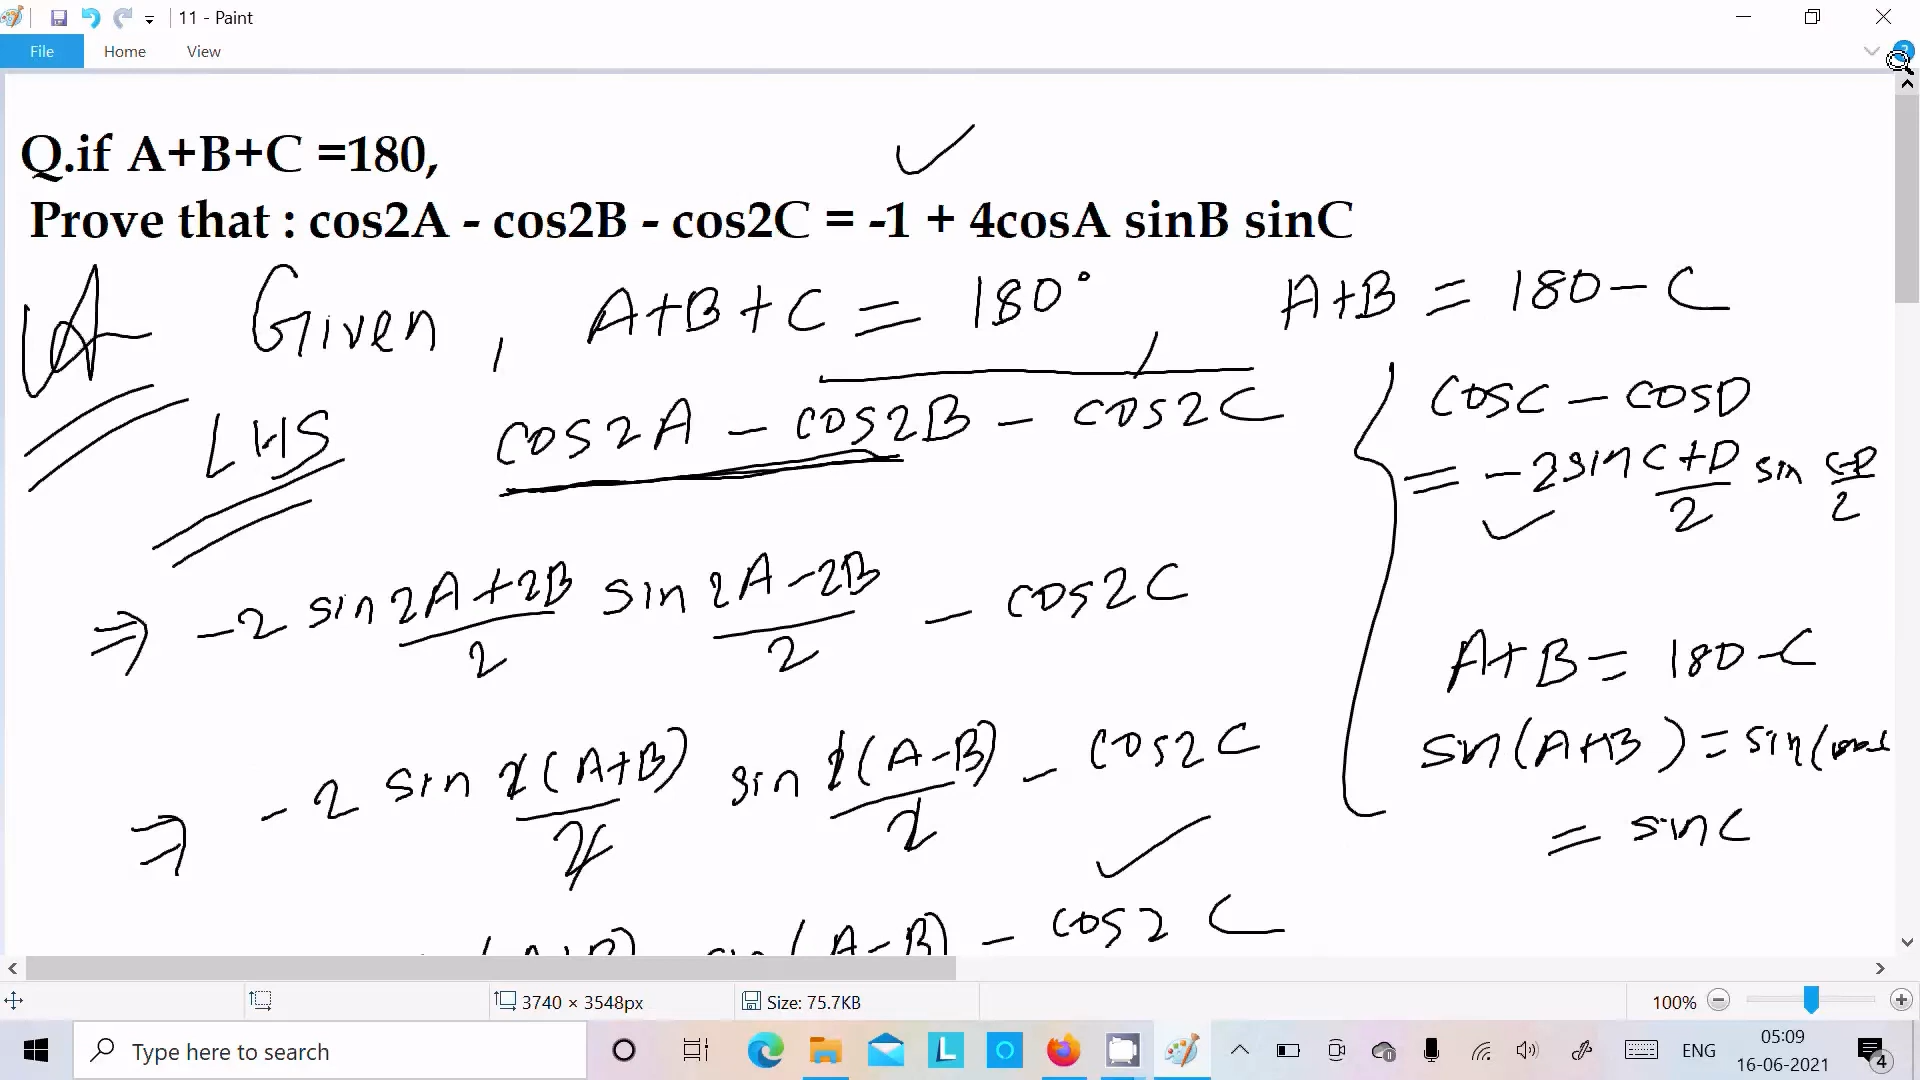 11 - Paint
File Home View
Q.if A+B+C =180,
Prove that : cos2A - cos2B - cos2C = -1 + 4cosA sinB sinC
Given, A+B+C = 180°, A+B = 180-C
LHS cos2A - cos2B - cos2C
cosC - cosD
= -2sin C+D/2 sin C-D/2
⇒ -2 sin 2A+2B/2 sin 2A-2B/2 - cos2C
A+B = 180-C
⇒ -2 sin 2(A+B)/2 sin 2(A-B)/2 - cos2C
sin(A+B) = sin(
= sinC
sin(A-B) - cos2C
3740 × 3548px Size: 75.7KB 100%
Type here to search
ENG
05:09
16-06-2021
4